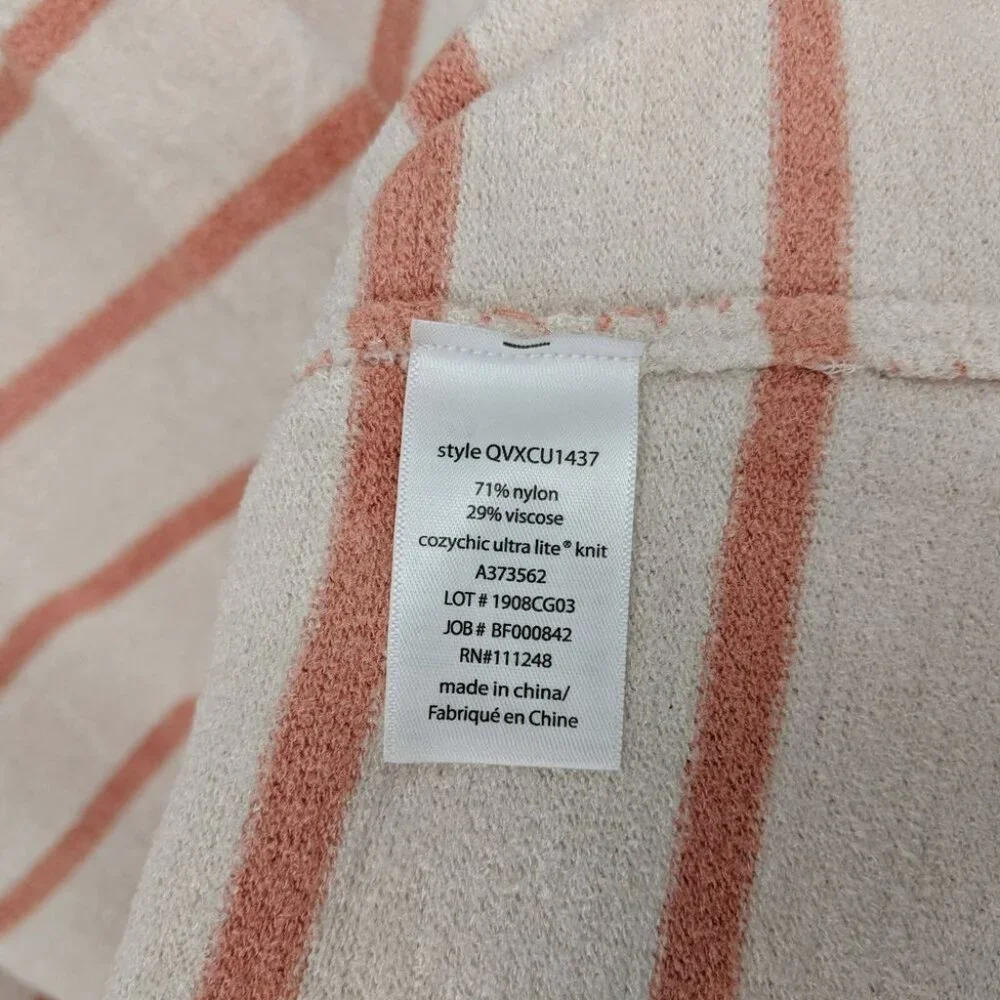 style QVXCU1437
71% nylon
29% viscose
cozychic ultra lite® knit
A373562
LOT # 1908CG03
JOB # BF000842
RN#111248
made in china/
Fabriqué en Chine